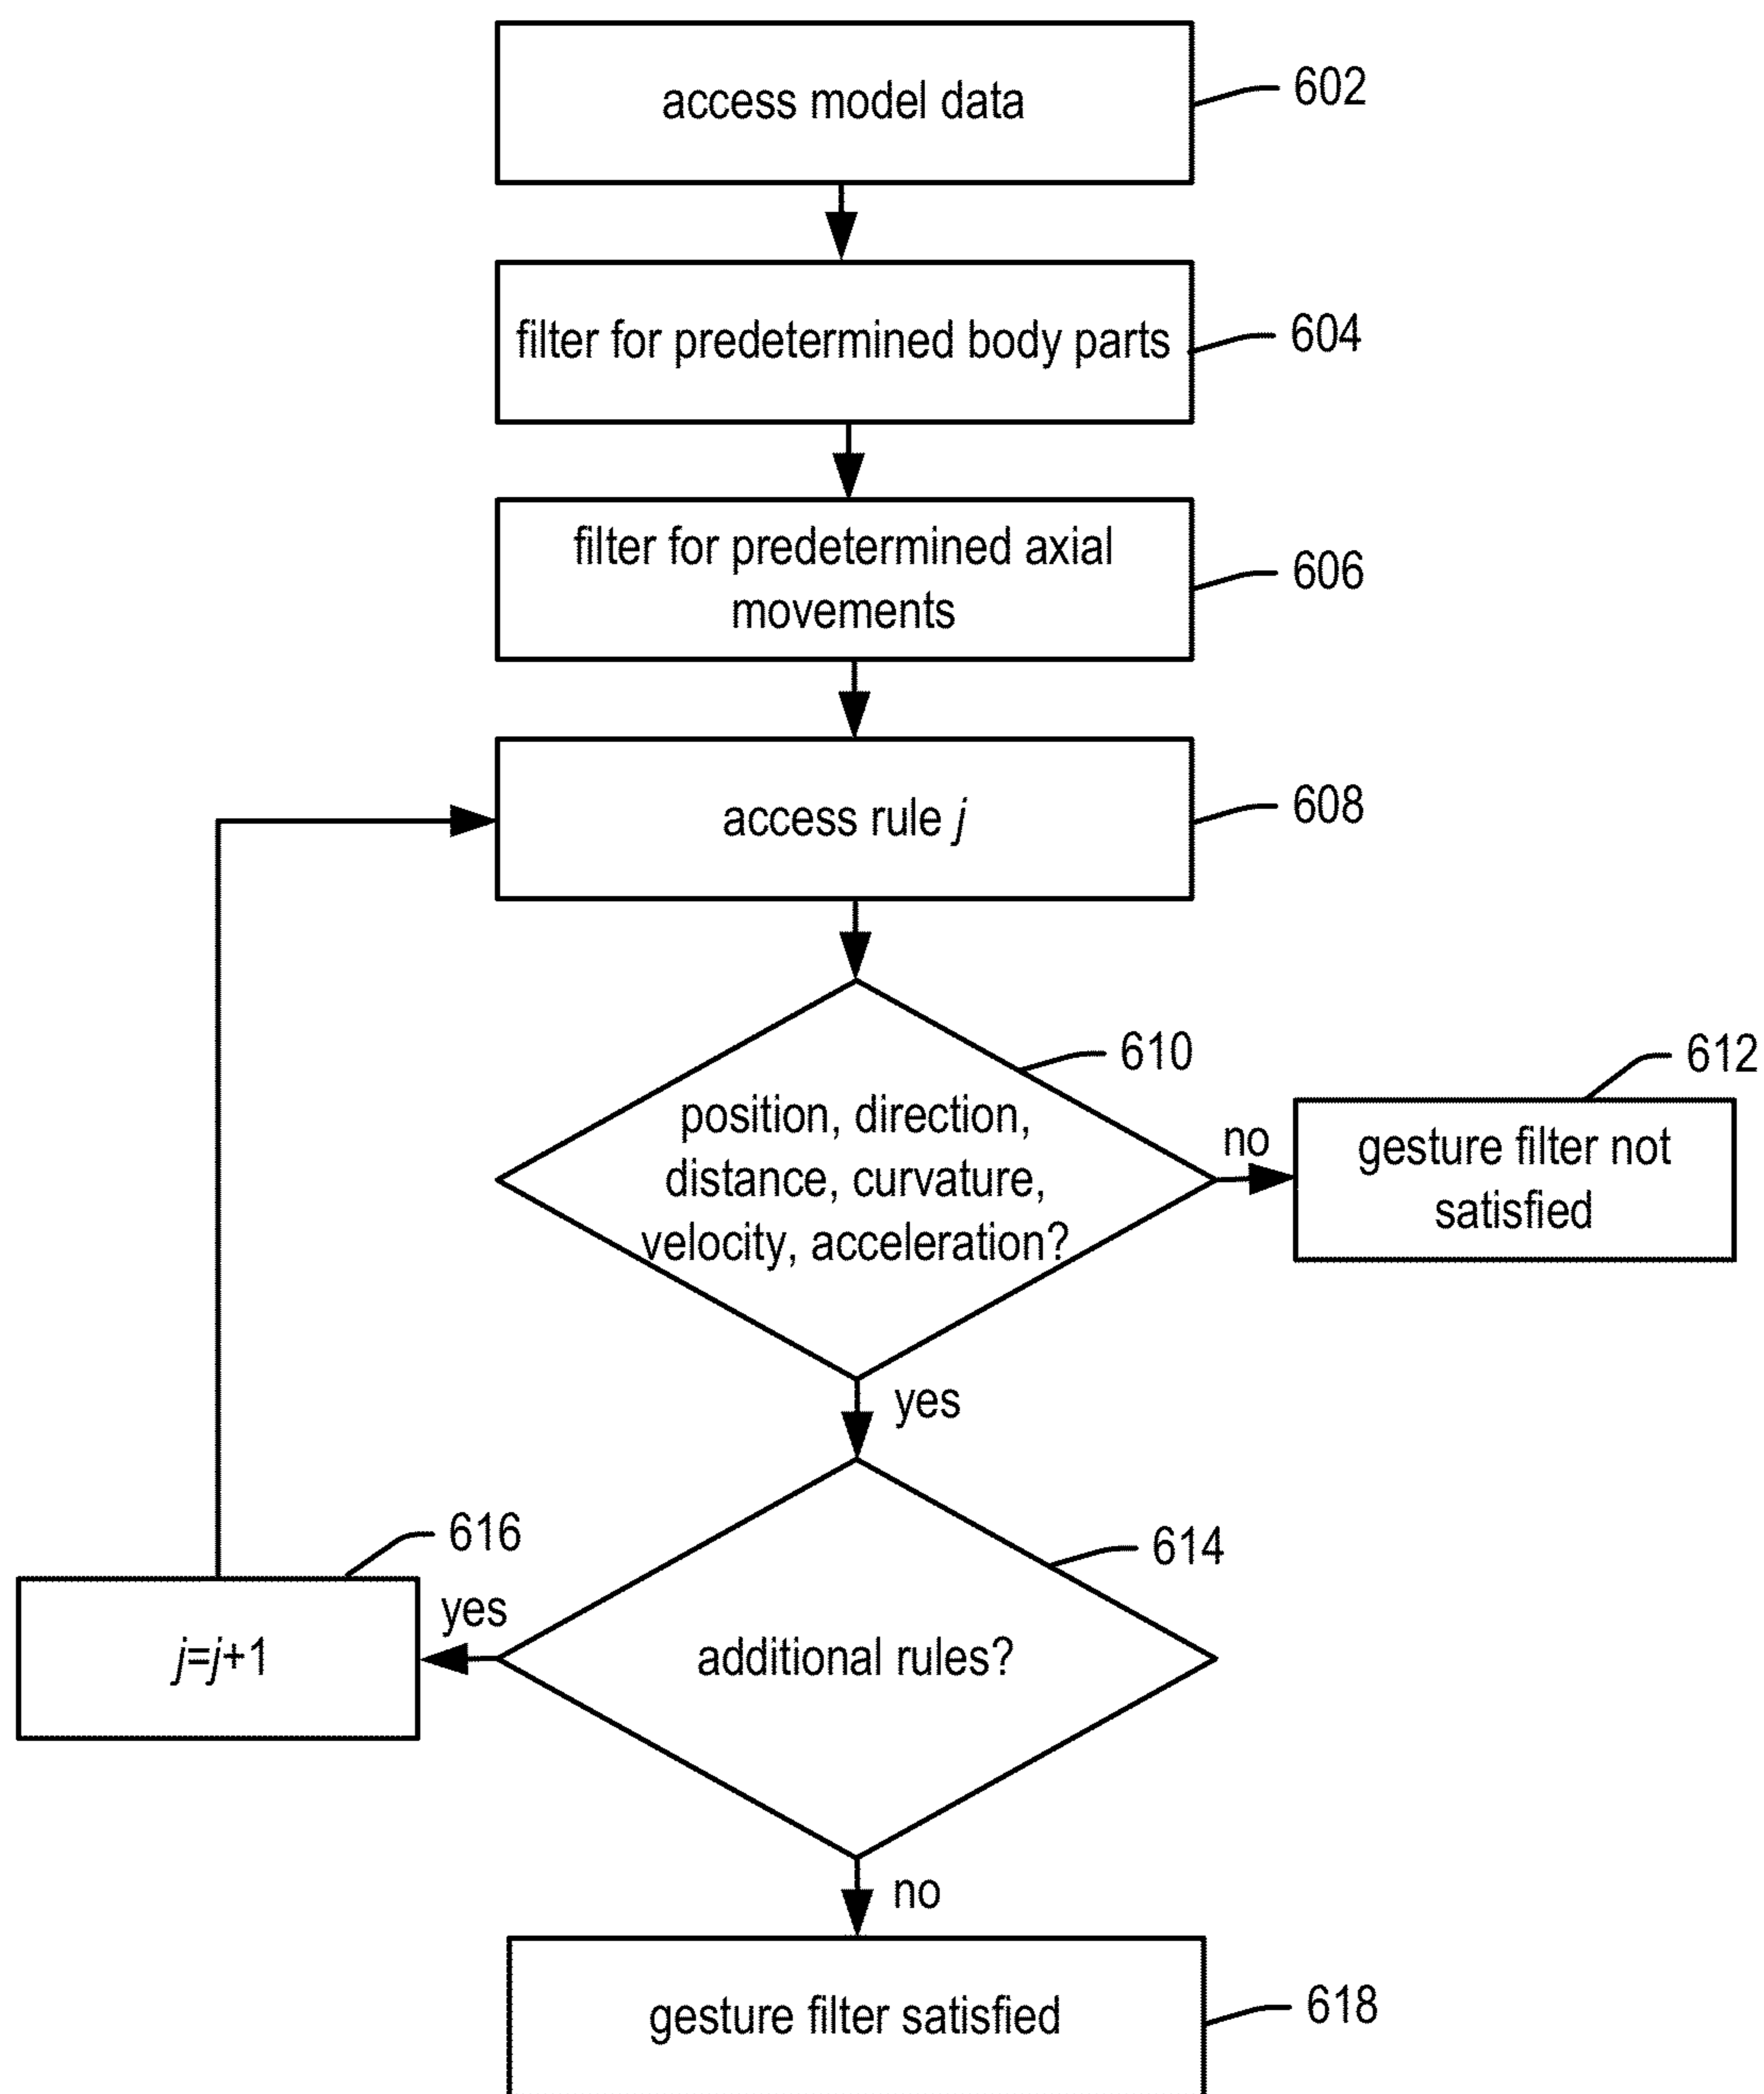 access model data
602
filter for predetermined body parts
604
filter for predetermined axial
movements
606
access rule j
608
610
position, direction,
distance, curvature,
velocity, acceleration?
no
612
gesture filter not
satisfied
yes
616
614
j=j+1
yes
additional rules?
no
gesture filter satisfied
618